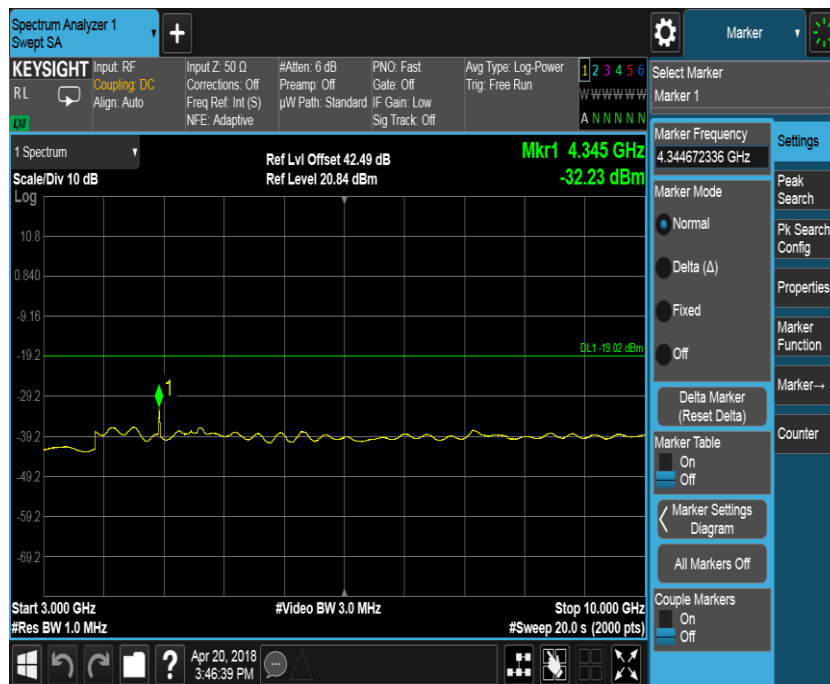 Spectrum Analyzer 1
Swept SA
+
Marker
KEYSIGHT
RL
LXI
Input: RF
Coupling: DC
Align: Auto
Input Z: 50 Ω
Corrections: Off
Freq Ref: Int (S)
NFE: Adaptive
#Atten: 6 dB
Preamp: Off
µW Path: Standard
PNO: Fast
Gate: Off
IF Gain: Low
Sig Track: Off
Avg Type: Log-Power
Trig: Free Run
1 2 3 4 5 6
W W W W W W
A N N N N N
Select Marker
Marker 1
1 Spectrum
Scale/Div 10 dB
Log
Ref Lvl Offset 42.49 dB
Ref Level 20.84 dBm
Mkr1 4.345 GHz
-32.23 dBm
10.8
0.840
-9.16
-19.2
-29.2
-39.2
-49.2
-59.2
-69.2
DL1 -19.02 dBm
1
Start 3.000 GHz
#Res BW 1.0 MHz
#Video BW 3.0 MHz
Stop 10.000 GHz
#Sweep 20.0 s (2000 pts)
Marker Frequency
4.344672336 GHz
Marker Mode
Normal
Delta (Δ)
Fixed
Off
Delta Marker
(Reset Delta)
Marker Table
On
Off
Marker Settings
Diagram
All Markers Off
Couple Markers
On
Off
Settings
Peak
Search
Pk Search
Config
Properties
Marker
Function
Marker→
Counter
?
Apr 20, 2018
3:46:39 PM